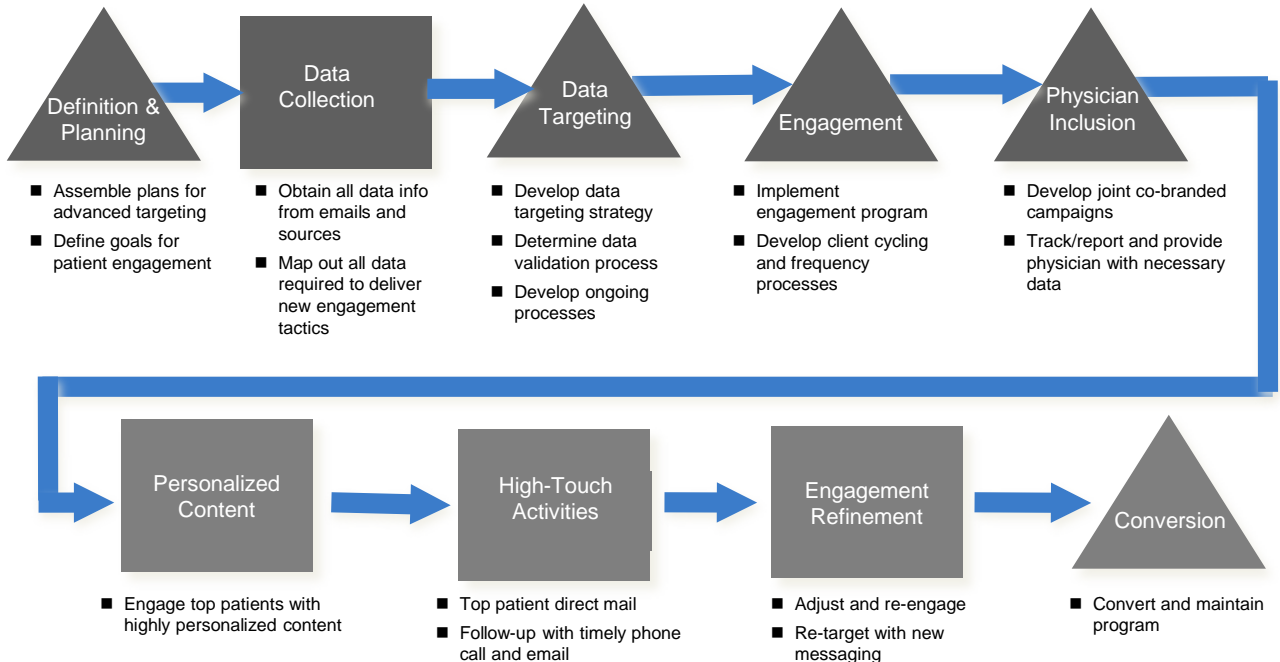 Definition &
Planning
Data
Collection
Data
Targeting
Engagement
Physician
Inclusion
■ Assemble plans for
advanced targeting
■ Define goals for
patient engagement
■ Obtain all data info
from emails and
sources
■ Map out all data
required to deliver
new engagement
tactics
■ Develop data
targeting strategy
■ Determine data
validation process
■ Develop ongoing
processes
■ Implement
engagement program
■ Develop client cycling
and frequency
processes
■ Develop joint co-branded
campaigns
■ Track/report and provide
physician with necessary
data
Personalized
Content
High-Touch
Activities
Engagement
Refinement
Conversion
■ Engage top patients with
highly personalized content
■ Top patient direct mail
■ Follow-up with timely phone
call and email
■ Adjust and re-engage
■ Re-target with new
messaging
■ Convert and maintain
program